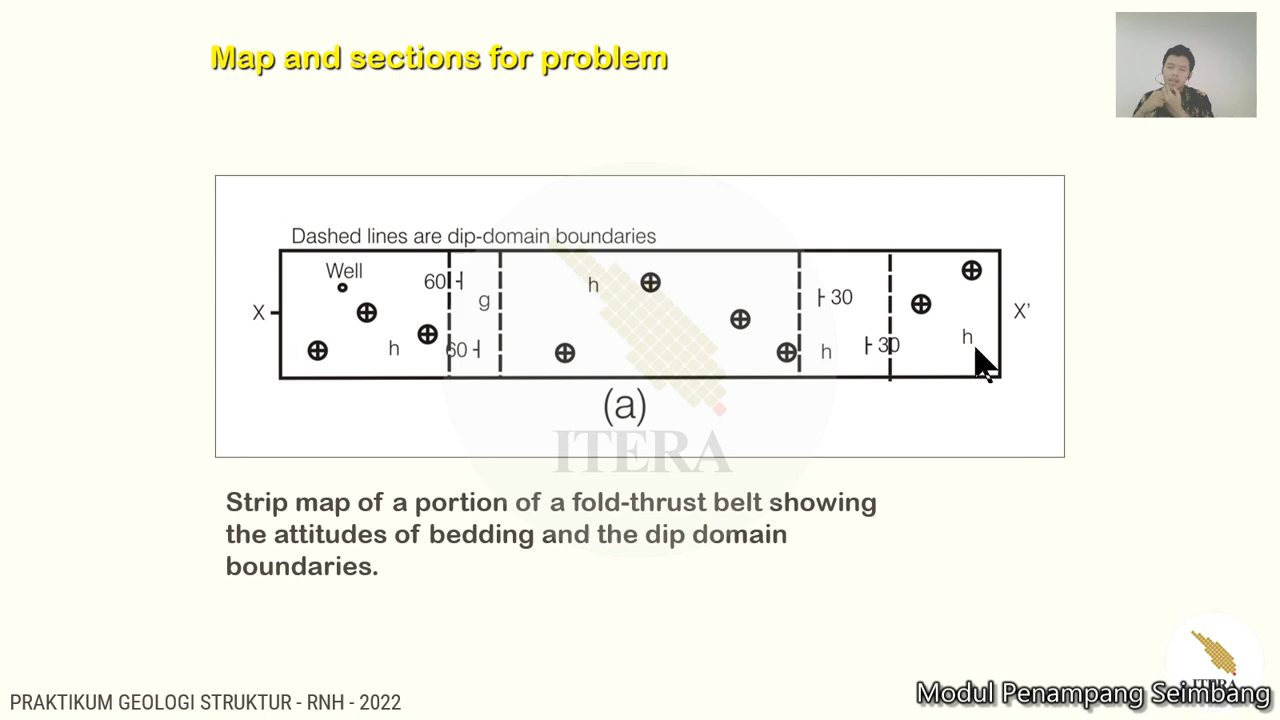 Map and sections for problem
Dashed lines are dip-domain boundaries
Well
60
h
30
g
X
X'
h
h
60
h
30
(a)
ITERA
Strip map of a portion of a fold-thrust belt showing
the attitudes of bedding and the dip domain
boundaries.
ITERA
PRAKTIKUM GEOLOGI STRUKTUR - RNH - 2022
Modul Penampang Seimbang